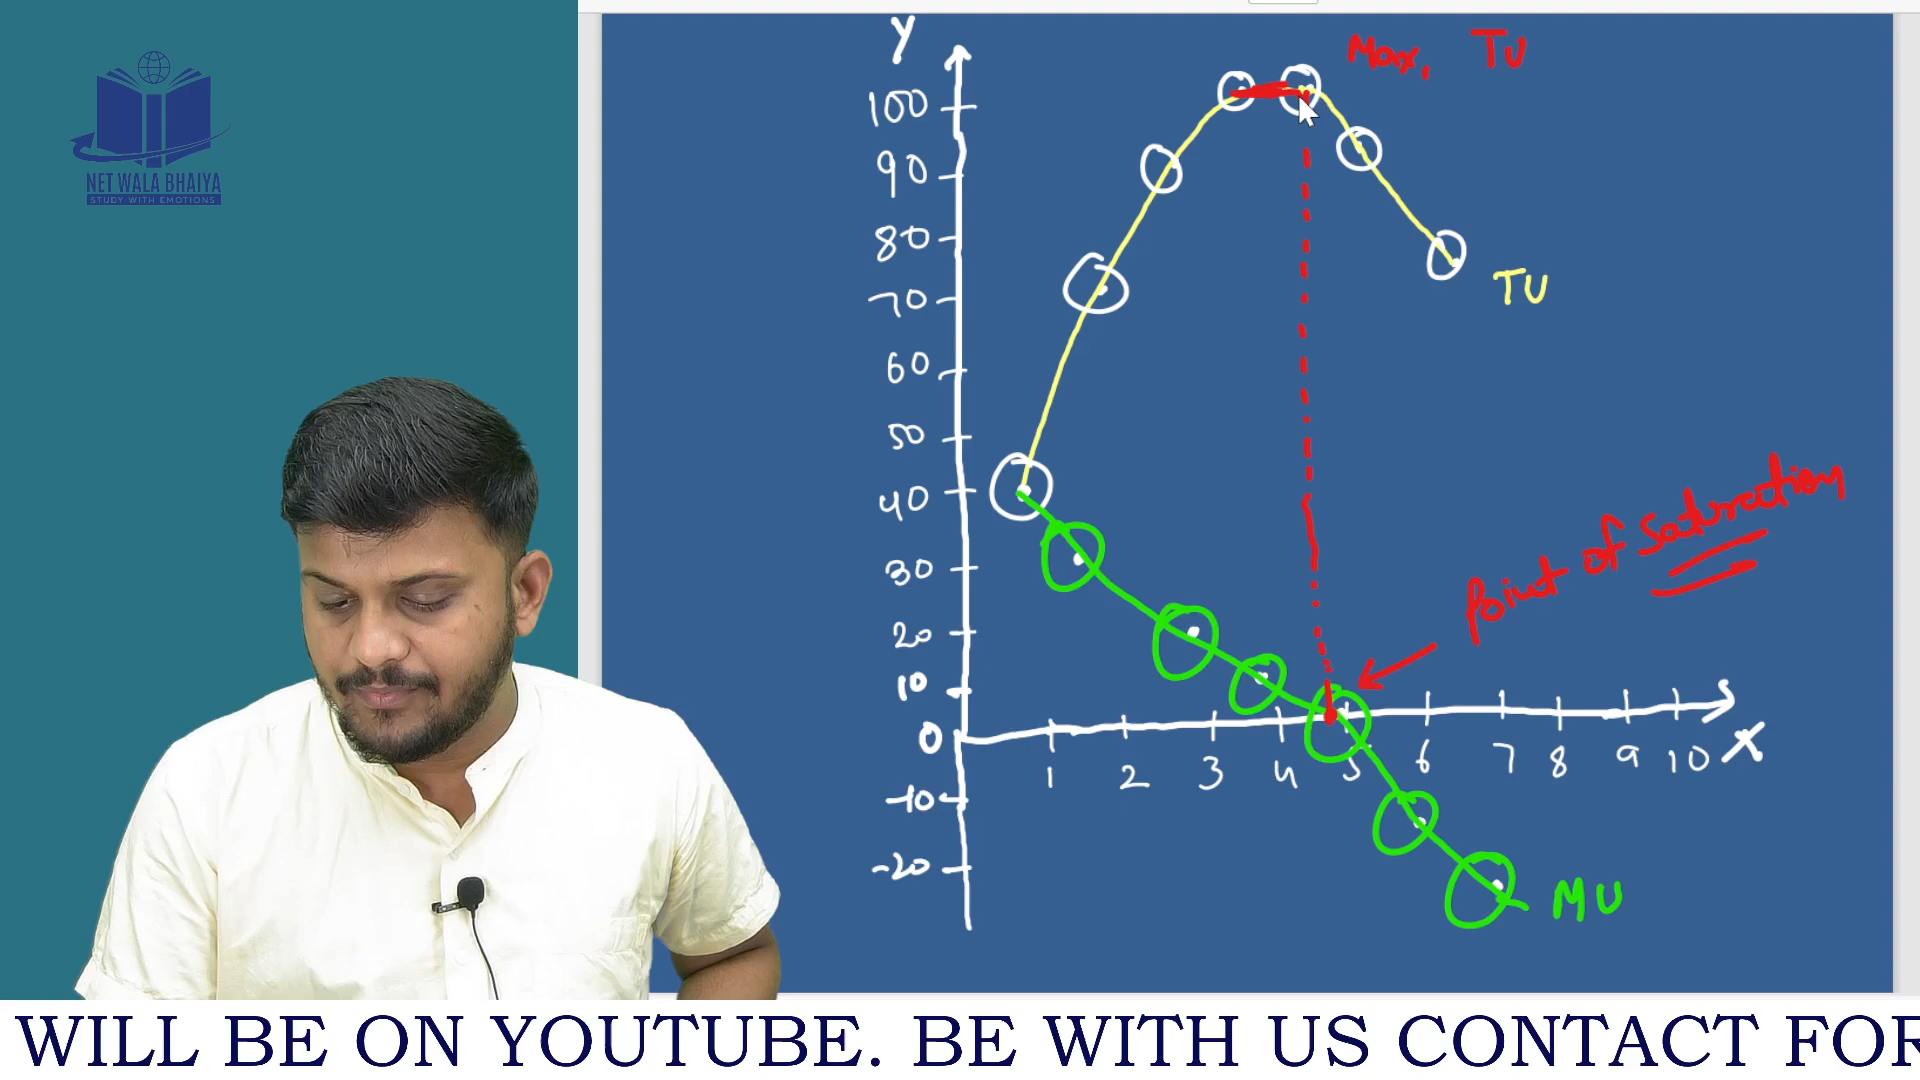 NET WALA BHAIYA
STUDY WITH EMOTIONS
Y
Max. TU
100
90
80
70
60
50
40
30
20
10
0
-10
-20
TU
Point of Saturation
1 2 3 4 5 6 7 8 9 10 X
MU
WILL BE ON YOUTUBE. BE WITH US CONTACT FOR